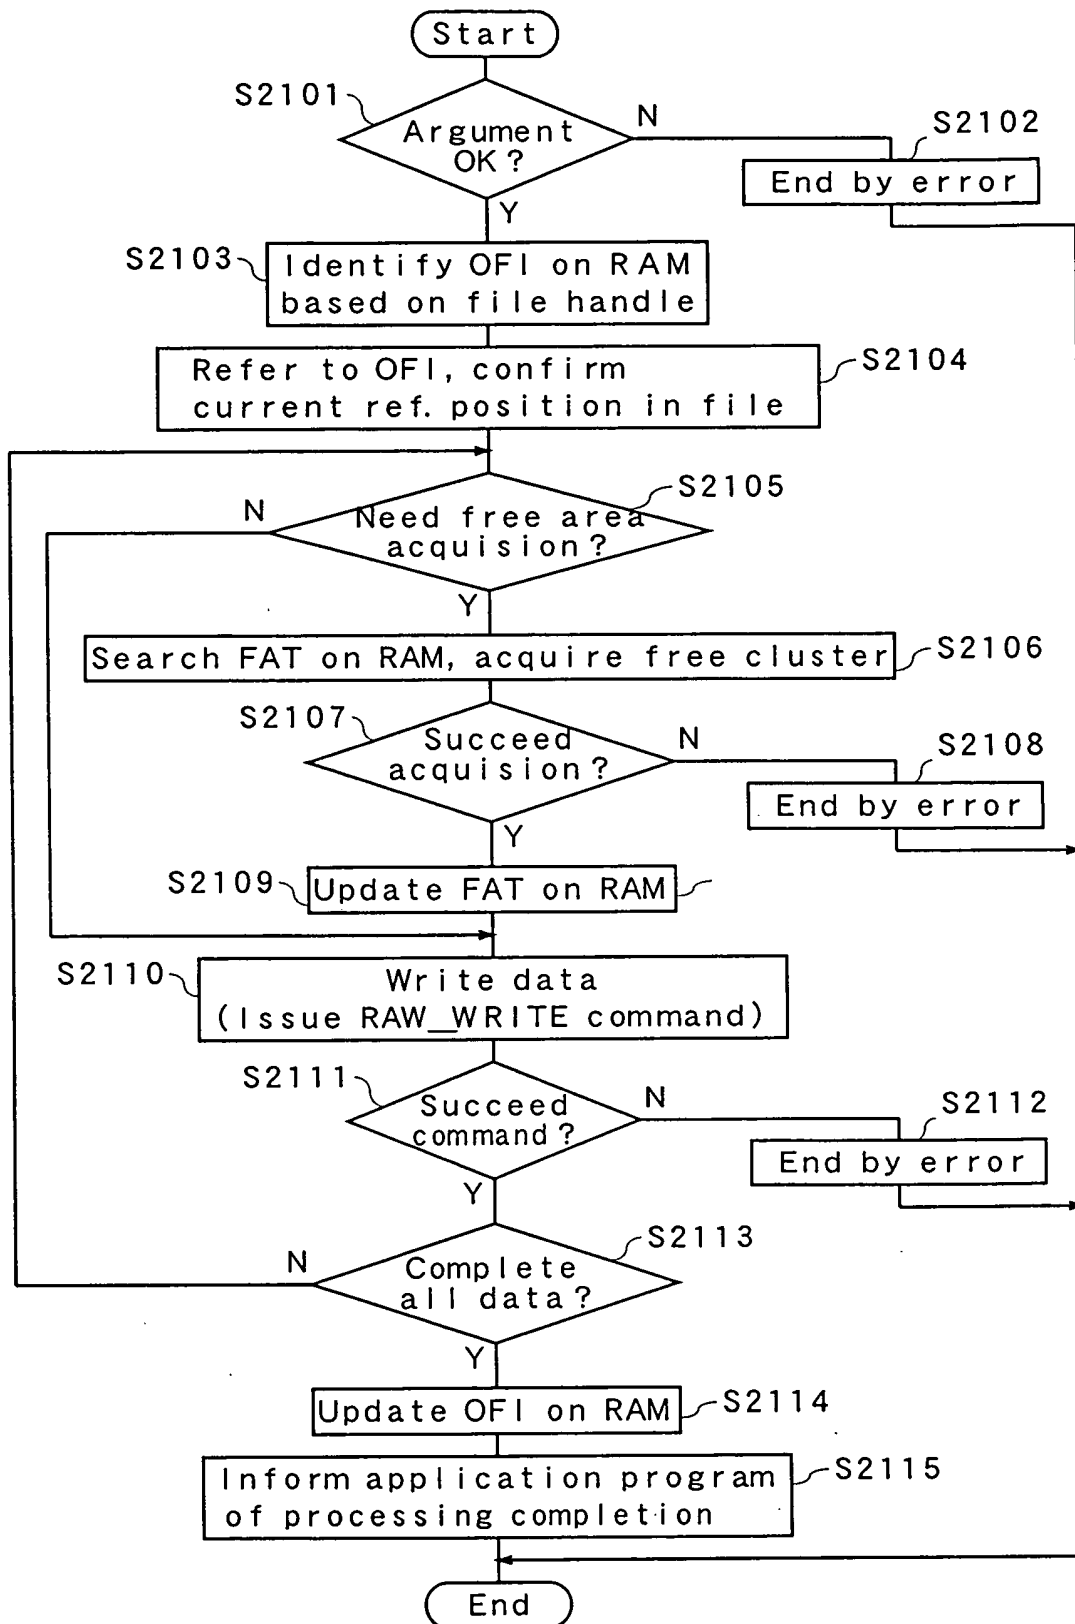 Start
S2101
Argument
OK?
N
Y
S2102
End by error
S2103
Identify OFI on RAM
based on file handle
S2104
Refer to OFI, confirm
current ref. position in file
S2105
N
Need free area
acquision?
Y
Search FAT on RAM, acquire free cluster
S2106
S2107
Succeed
acquision?
N
Y
S2108
End by error
S2109
Update FAT on RAM
S2110
Write data
(Issue RAW_WRITE command)
S2111
Succeed
command?
N
Y
S2112
End by error
S2113
N
Complete
all data?
Y
Update OFI on RAM
S2114
Inform application program
of processing completion
S2115
End